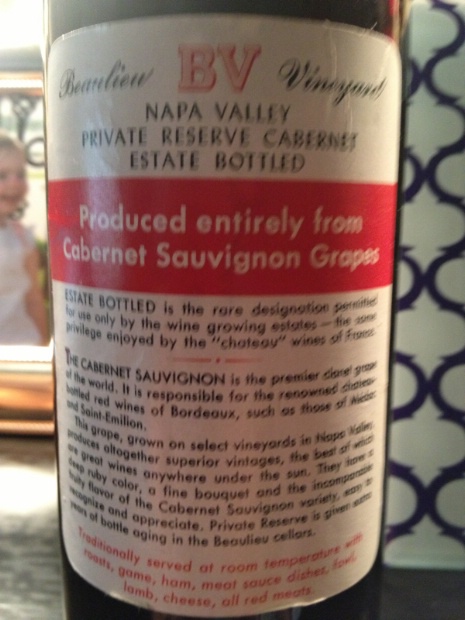 Beaulieu BV Vineyard
NAPA VALLEY
PRIVATE RESERVE CABERNET
ESTATE BOTTLED
Produced entirely from
Cabernet Sauvignon Grapes
ESTATE BOTTLED is the rare designation permitted
for use only by the wine growing estates — the same
privilege enjoyed by the "chateau" wines of France.
THE CABERNET SAUVIGNON is the premier claret grape
of the world. It is responsible for the renowned chateau-
bottled red wines of Bordeaux, such as those of Medoc
and Saint-Emilion.
This grape, grown on select vineyards in Napa Valley,
produces altogether superior vintages, the best of which
are great wines anywhere under the sun. They have a
deep ruby color, a fine bouquet and the incomparable
fruity flavor of the Cabernet Sauvignon variety, easy to
recognize and appreciate. Private Reserve is given extra
years of bottle aging in the Beaulieu cellars.
Traditionally served at room temperature with
roasts, game, ham, meat sauce dishes, fowl,
lamb, cheese, all red meats.